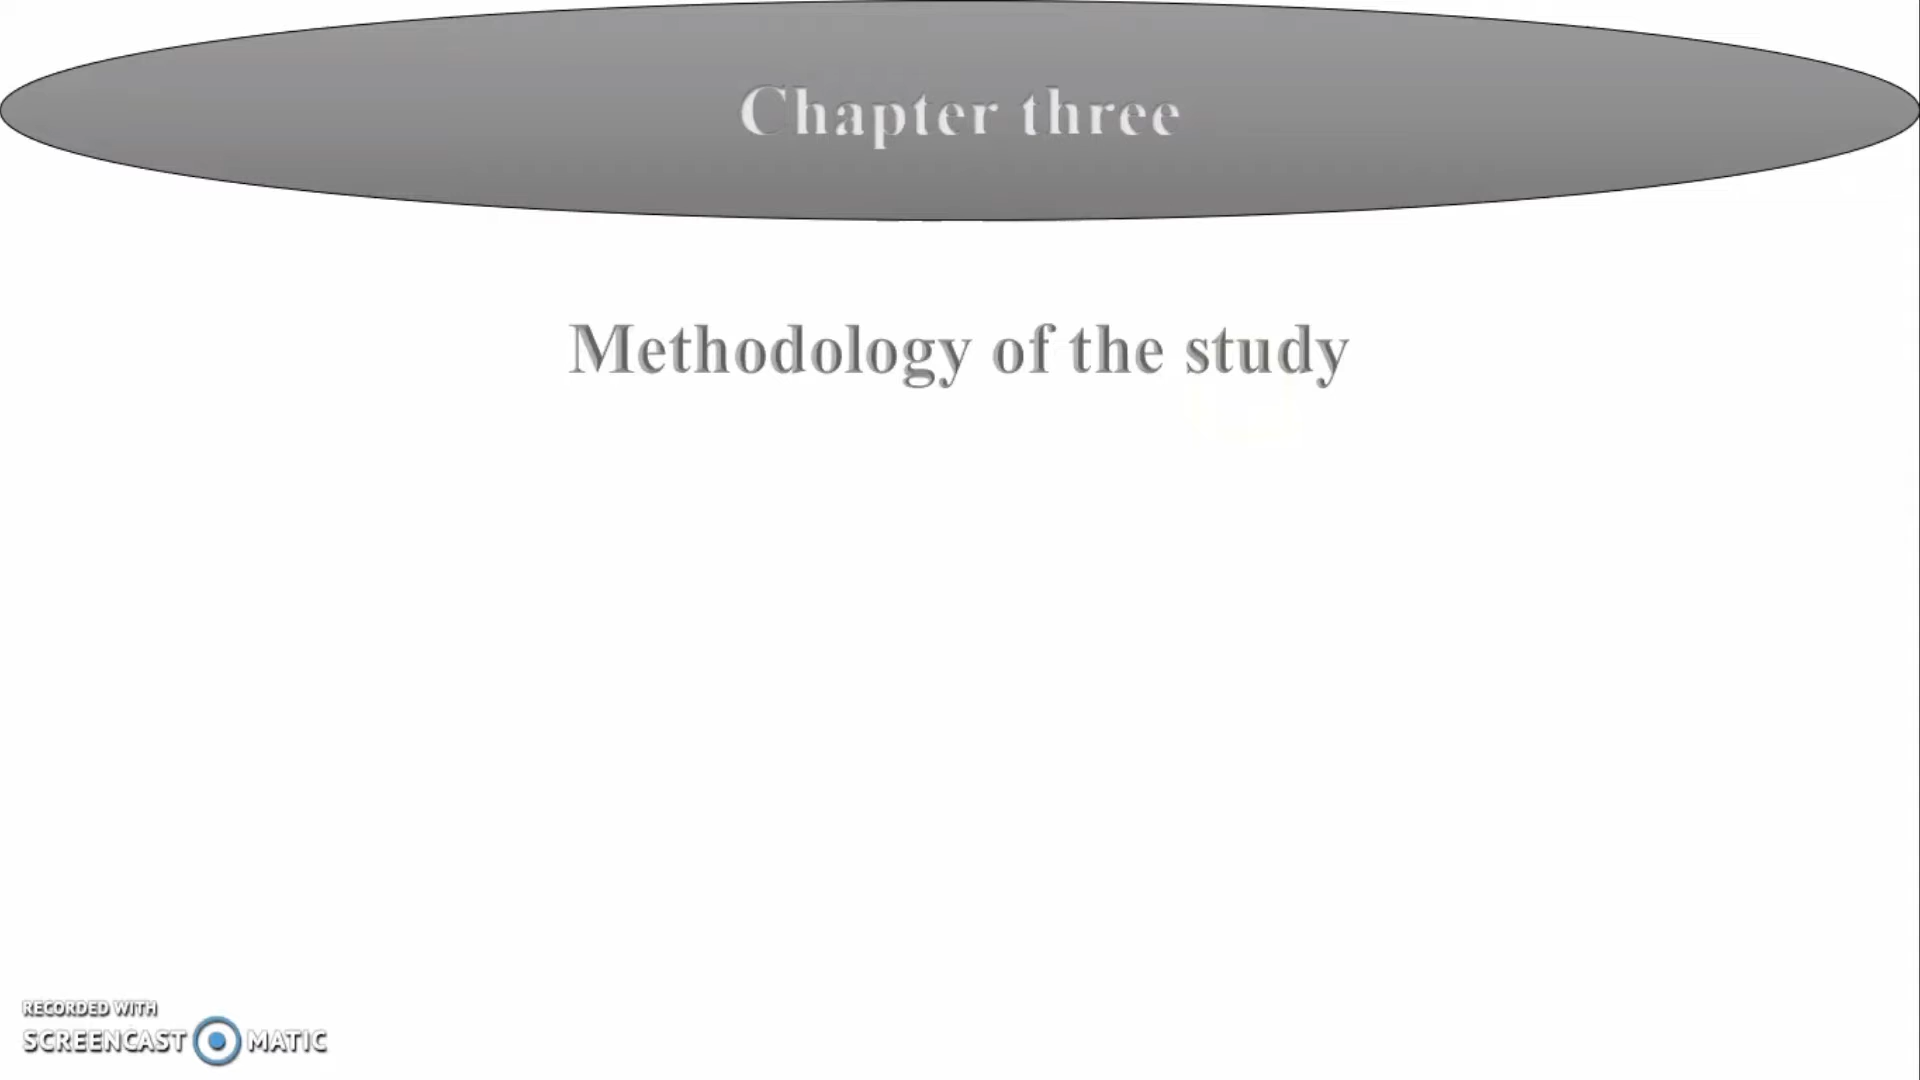 Chapter three
Methodology of the study
RECORDED WITH
SCREENCAST MATIC